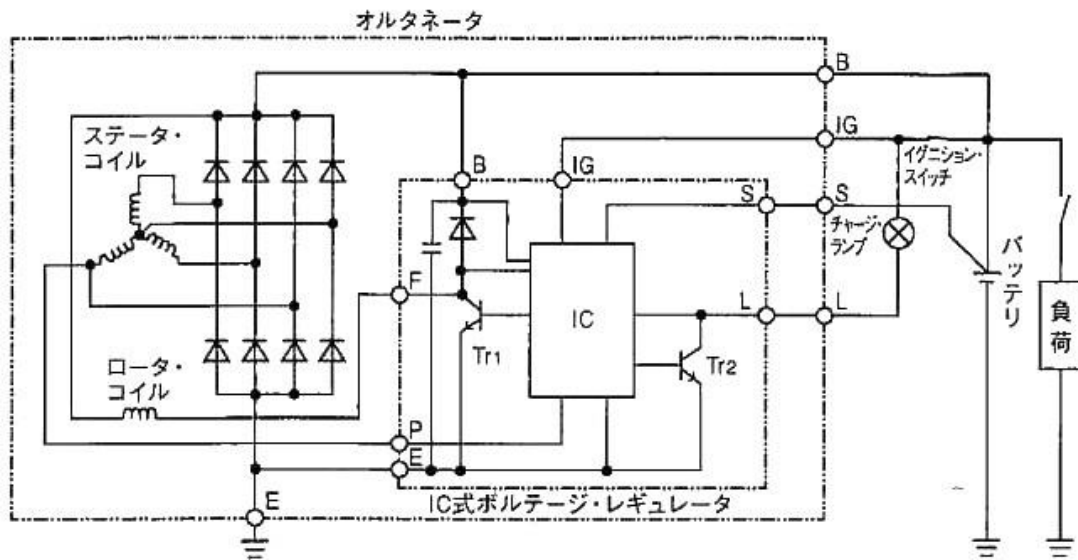 オルタネータ
B
ステータ・
コイル
IG
イグニション・
スイッチ
B
IG
S
S
チャージ・
ランプ
バッテリ
F
IC
L
L
負荷
Tr1
Tr2
ロータ・
コイル
P
E
IC式ボルテージ・レギュレータ
E